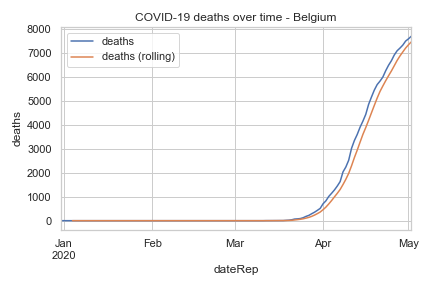 COVID-19 deaths over time - Belgium
deaths
deaths (rolling)
8000
7000
6000
5000
4000
3000
2000
1000
0
deaths
Jan Feb Mar Apr May
2020
dateRep